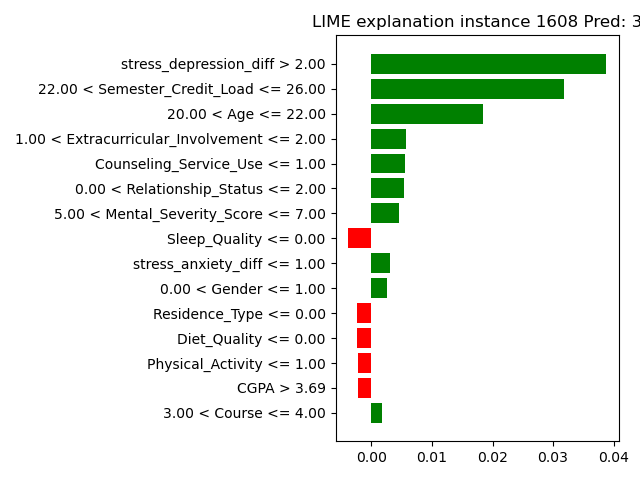 LIME explanation instance 1608 Pred: 3
stress_depression_diff > 2.00
22.00 < Semester_Credit_Load <= 26.00
20.00 < Age <= 22.00
1.00 < Extracurricular_Involvement <= 2.00
Counseling_Service_Use <= 1.00
0.00 < Relationship_Status <= 2.00
5.00 < Mental_Severity_Score <= 7.00
Sleep_Quality <= 0.00
stress_anxiety_diff <= 1.00
0.00 < Gender <= 1.00
Residence_Type <= 0.00
Diet_Quality <= 0.00
Physical_Activity <= 1.00
CGPA > 3.69
3.00 < Course <= 4.00
0.00 0.01 0.02 0.03 0.04